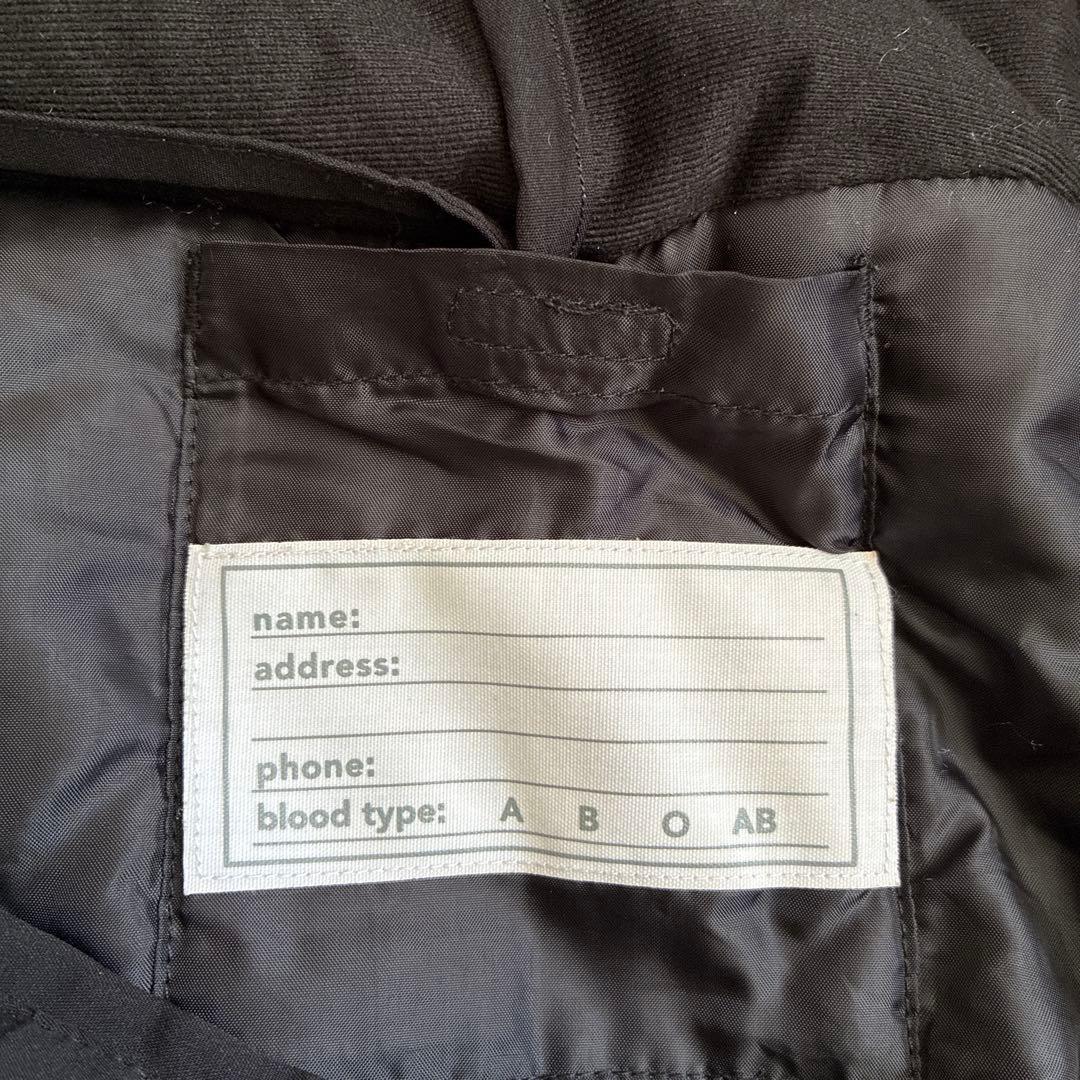 name:
address:
phone:
blood type: A B O AB